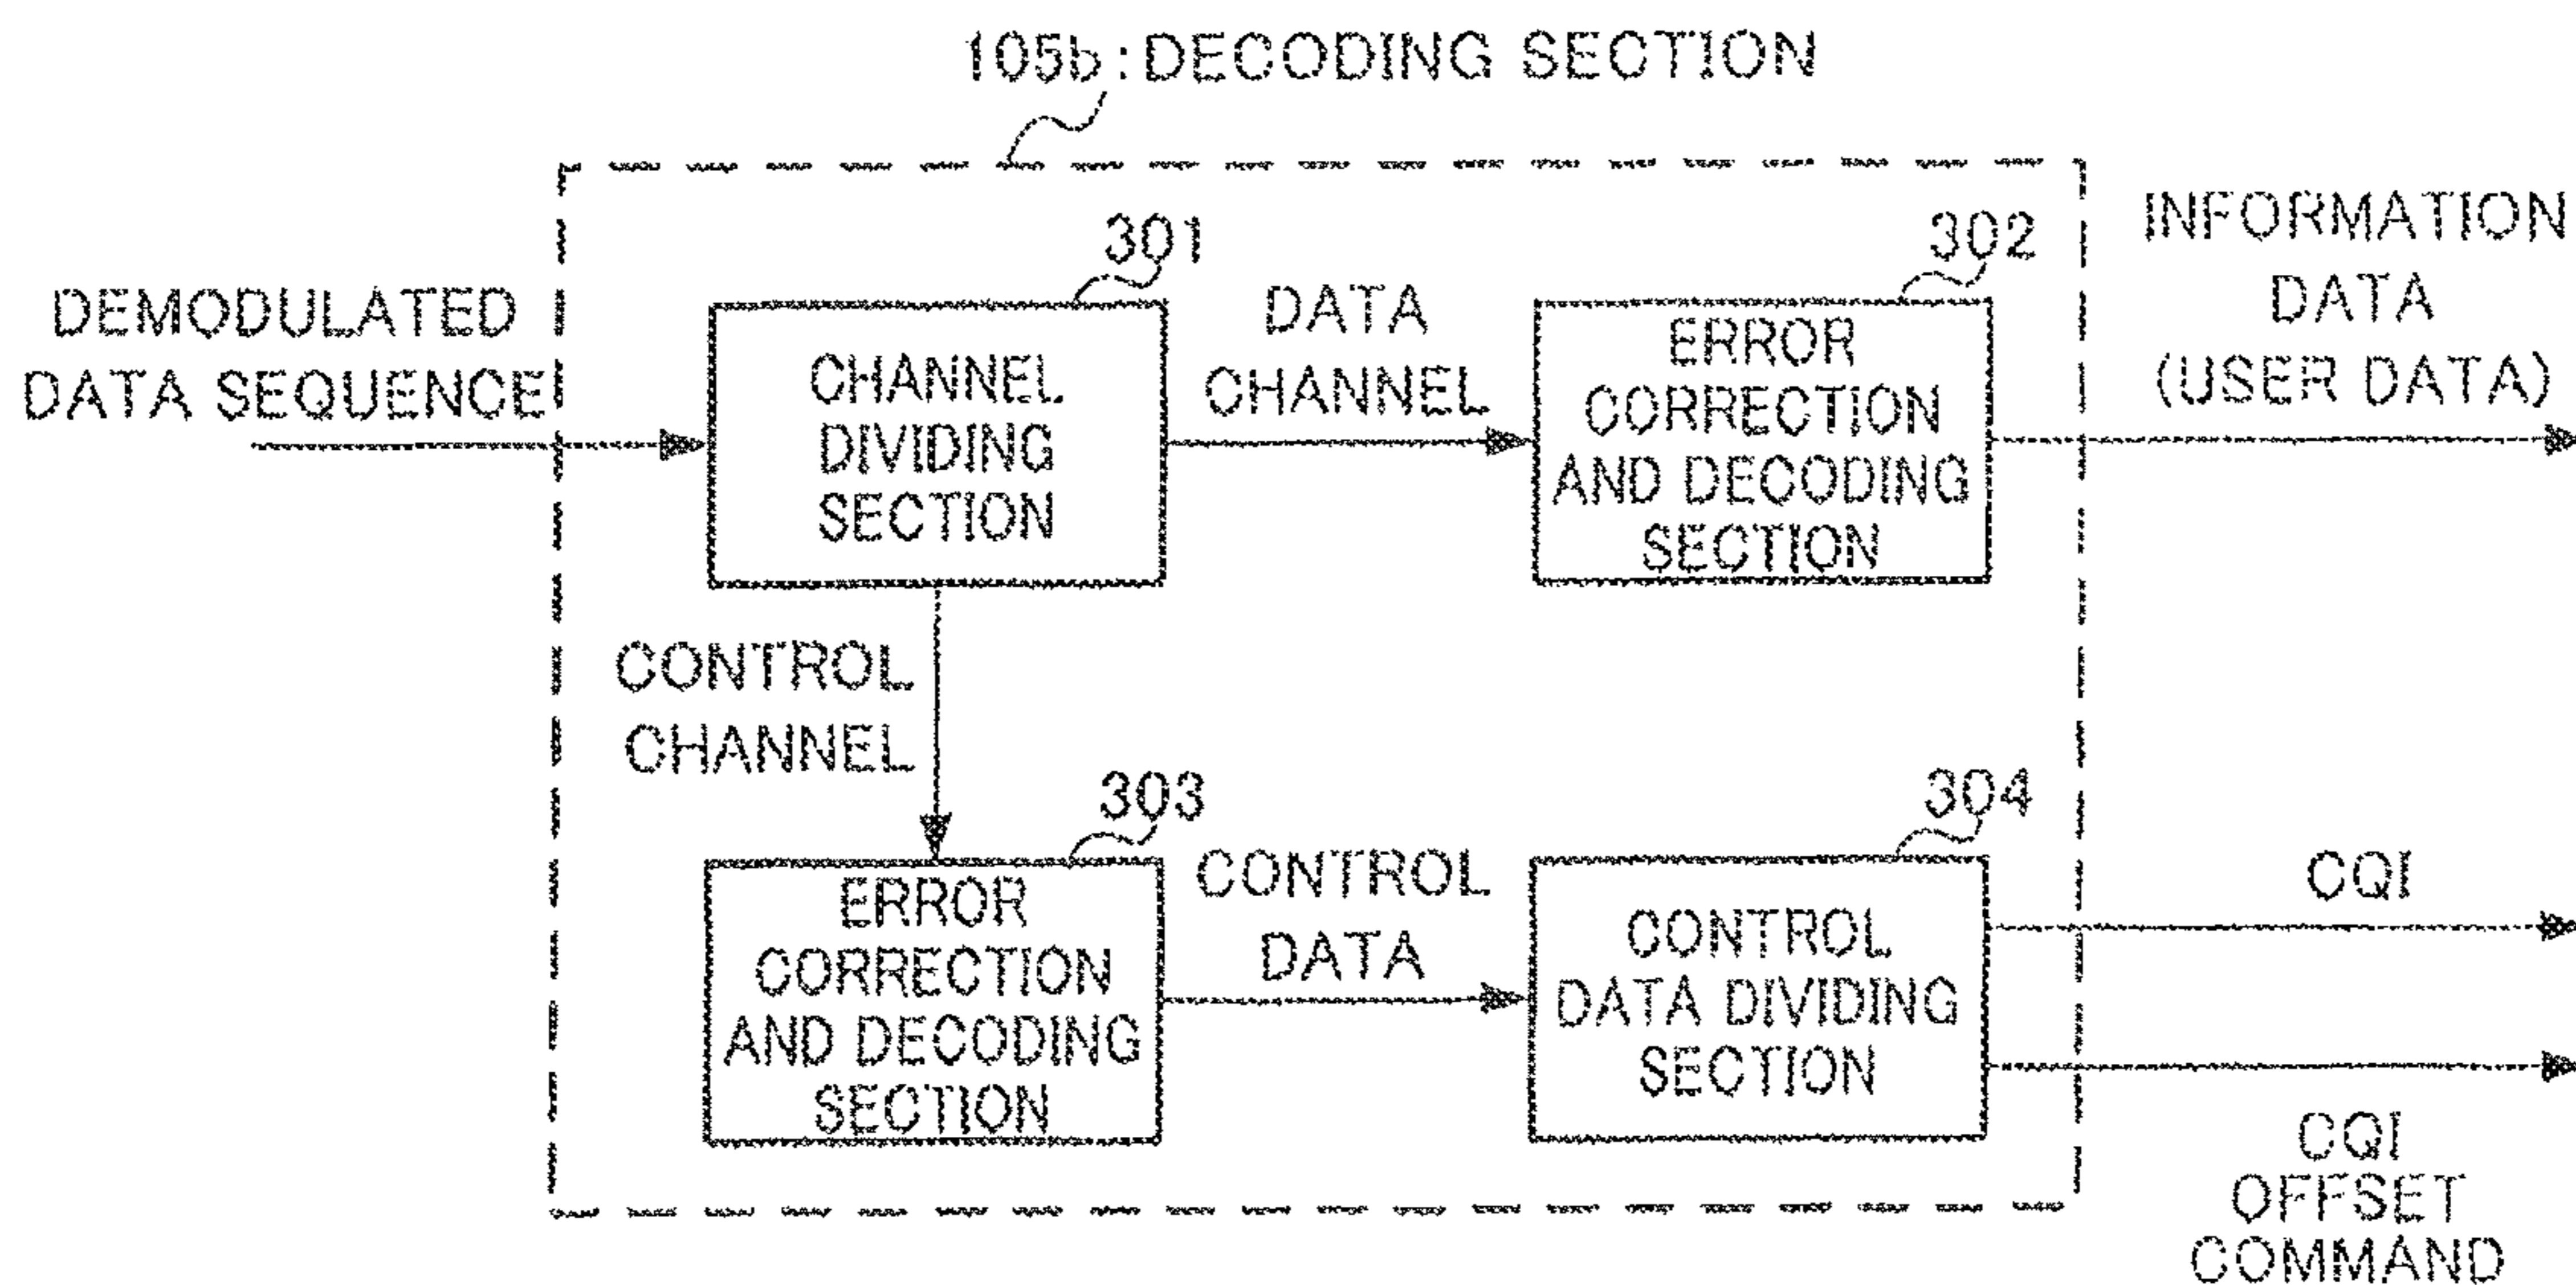 105b : DECODING SECTION
DEMODULATED
DATA SEQUENCE
301
CHANNEL
DIVIDING
SECTION
DATA
CHANNEL
302
ERROR
CORRECTION
AND DECODING
SECTION
INFORMATION
DATA
(USER DATA)
CONTROL
CHANNEL
303
ERROR
CORRECTION
AND DECODING
SECTION
CONTROL
DATA
304
CONTROL
DATA DIVIDING
SECTION
CQI
CQI
OFFSET
COMMAND